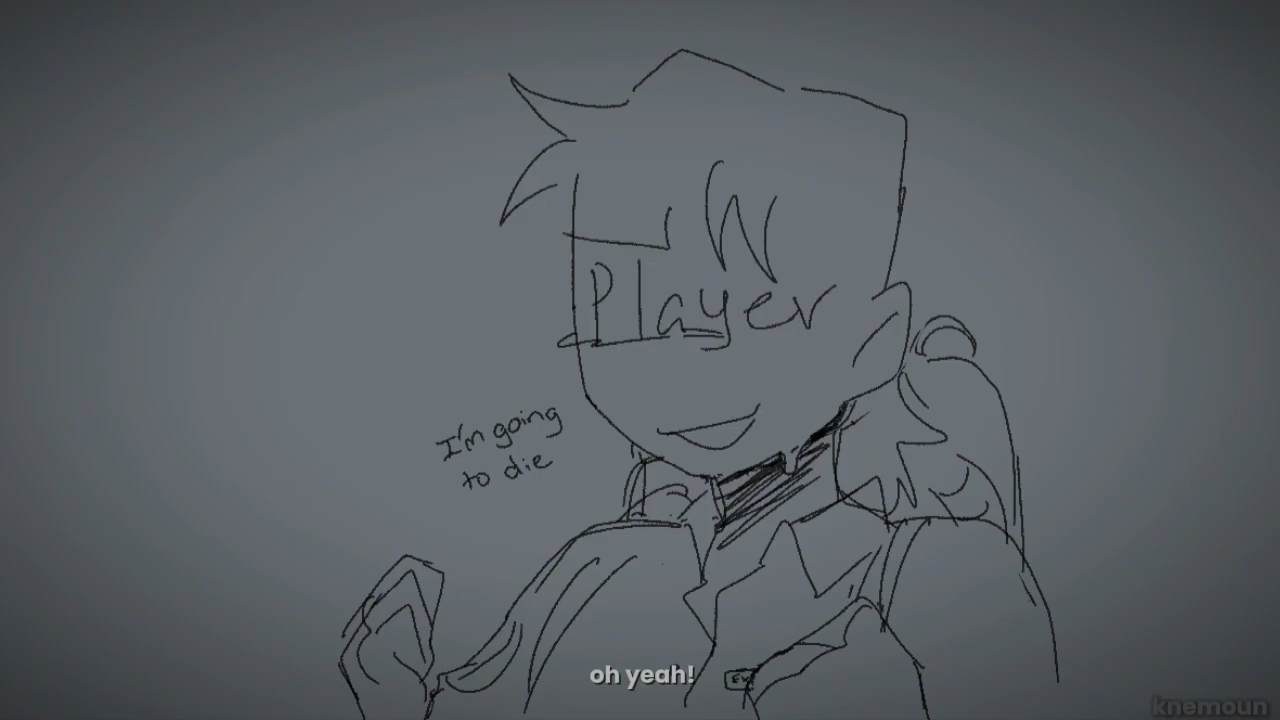 Player
I'm going
to die
oh yeah!
knemoun